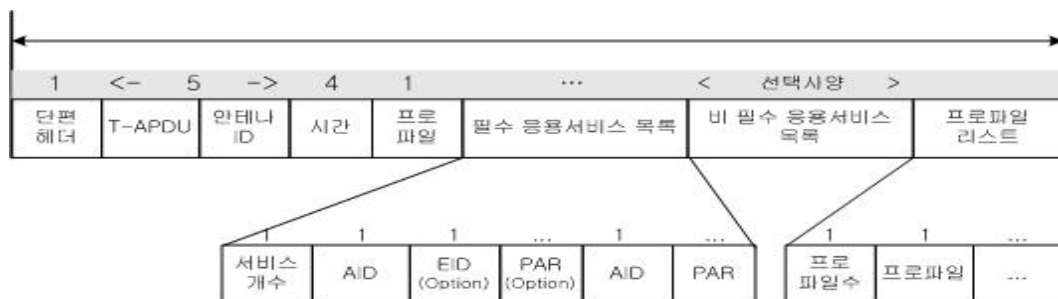 1 <- 5 -> 4 1 ... < 선택사양 >
단편 헤더 T-APDU 안테나 ID 시간 프로 파일 필수 응용서비스 목록 비 필수 응용서비스 목록 프로파일 리스트
1 1 1 ... 1 ... 1 1 ...
서비스 개수 AID EID (Option) PAR (Option) AID PAR 프로 파일수 프로파일 ...